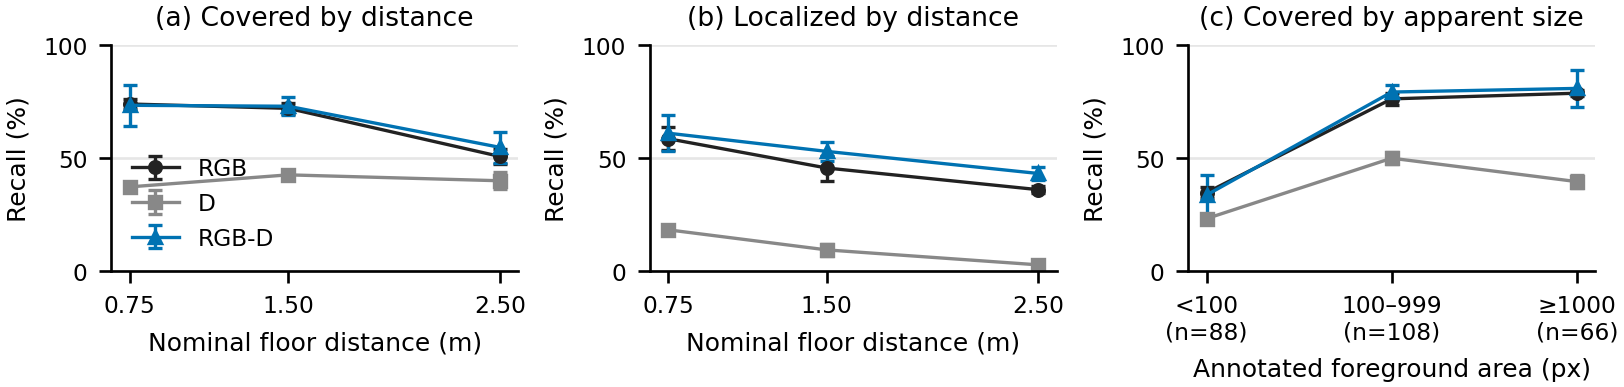 (a) Covered by distance
Recall (%)
100
50
0
RGB
D
RGB-D
0.75
1.50
2.50
Nominal floor distance (m)
(b) Localized by distance
Recall (%)
100
50
0
0.75
1.50
2.50
Nominal floor distance (m)
(c) Covered by apparent size
Recall (%)
100
50
0
<100
(n=88)
100–999
(n=108)
≥1000
(n=66)
Annotated foreground area (px)